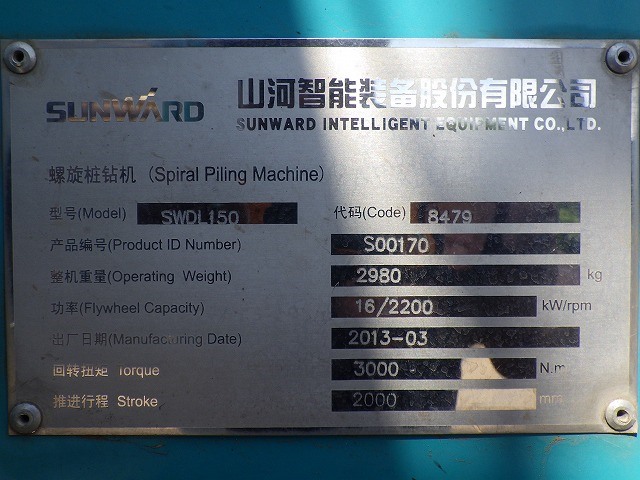 SUNWARD 山河智能装备股份有限公司
SUNWARD INTELLIGENT EQUIPMENT CO.,LTD.
螺旋桩钻机 (Spiral Piling Machine)
型号(Model) SWDL150 代码(Code) 8479
产品编号(Product ID Number) S00170
整机重量(Operating Weight) 2980 kg
功率(Flywheel Capacity) 16/2200 kW/rpm
出厂日期(Manufacturing Date) 2013-03
回转扭矩 Torque 3000 N.m
推进行程 Stroke 2000 mm